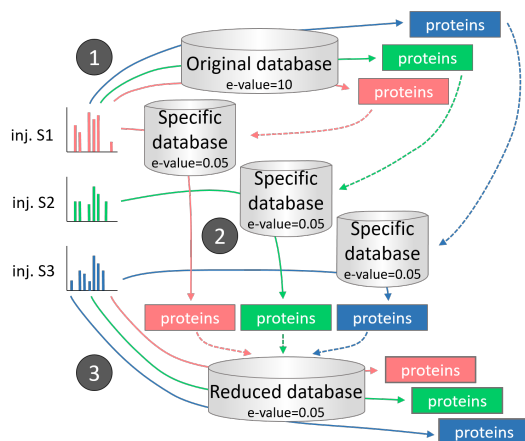 proteins
1
Original database
e-value=10
proteins
proteins
inj. S1
Specific
database
e-value=0.05
inj. S2
Specific
database
e-value=0.05
2
Specific
database
e-value=0.05
inj. S3
proteins
proteins
proteins
3
Reduced database
e-value=0.05
proteins
proteins
proteins